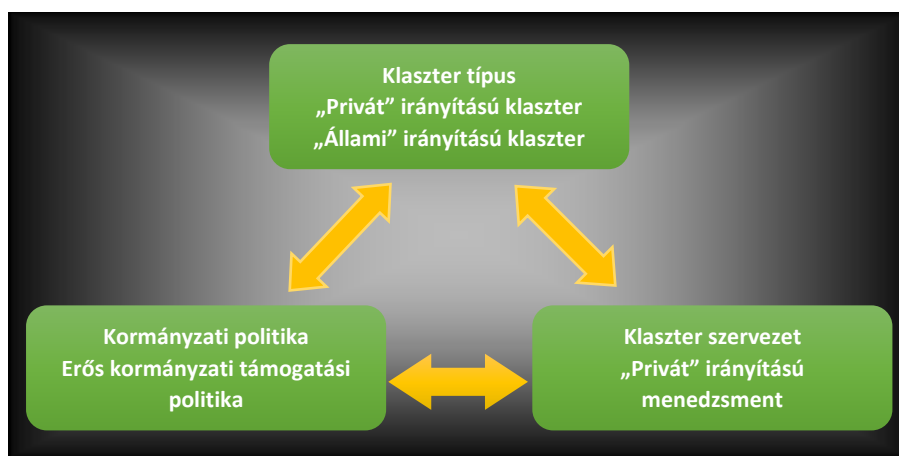 Klaszter típus
„Privát” irányítású klaszter
„Állami” irányítású klaszter
Kormányzati politika
Erős kormányzati támogatási
politika
Klaszter szervezet
„Privát” irányítású
menedzsment